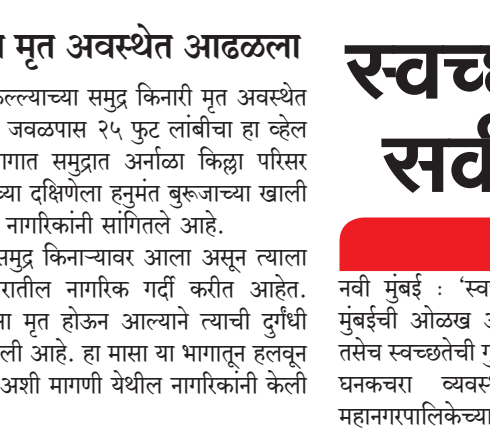 मृत अवस्थेत आढळला
समुद्र किनारी मृत अवस्थेत
जवळपास २५ फुट लांबीचा हा व्हेल
समुद्रात अर्नाळा किल्ला परिसर
दक्षिणेला हनुमंत बुरूजाच्या खाली
नागरिकांनी सांगितले आहे.
समुद्र किनाऱ्यावर आला असून त्याला
नागरिक गर्दी करीत आहेत.
मृत होऊन आल्याने त्याची दुर्गंधी
आहे. हा मासा या भागातून हलवून
अशी मागणी येथील नागरिकांनी केली
नवी मुंबई : ‘स्व
मुंबईची ओळख
तसेच स्वच्छतेची
घनकचरा व्यवस
महानगरपालिकेच्या